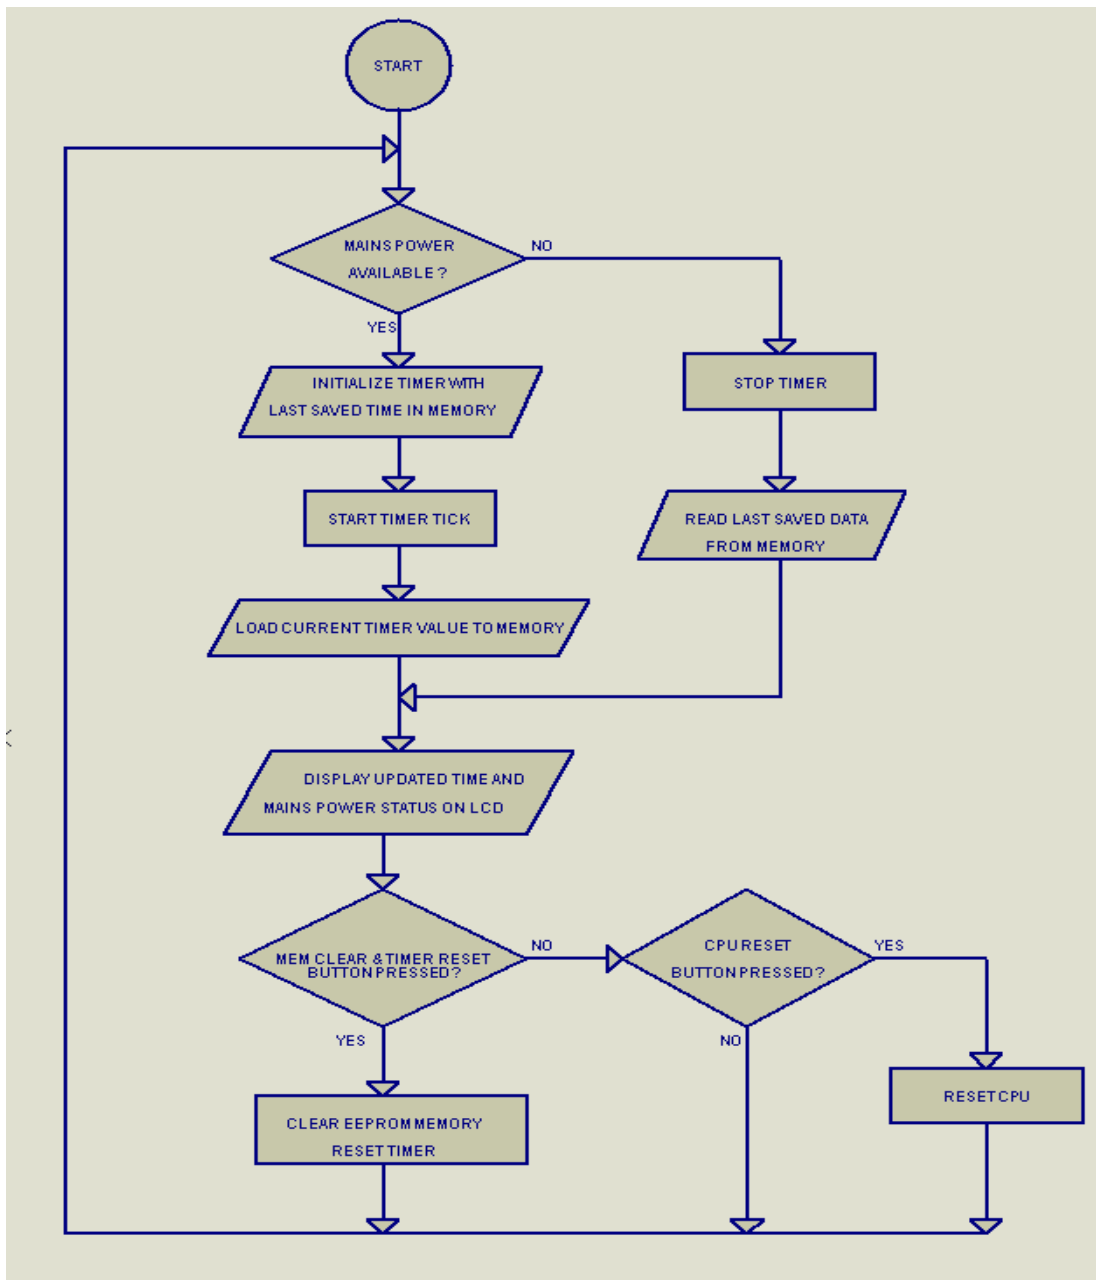 START
MAINS POWER
AVAILABLE ?
NO
YES
INITIALIZE TIMER WITH
LAST SAVED TIME IN MEMORY
STOP TIMER
START TIMER TICK
READ LAST SAVED DATA
FROM MEMORY
LOAD CURRENT TIMER VALUE TO MEMORY
DISPLAY UPDATED TIME AND
MAINS POWER STATUS ON LCD
MEM CLEAR & TIMER RESET
BUTTON PRESSED ?
NO
YES
CPU RESET
BUTTON PRESSED ?
YES
NO
RESET CPU
CLEAR EEPROM MEMORY
RESET TIMER